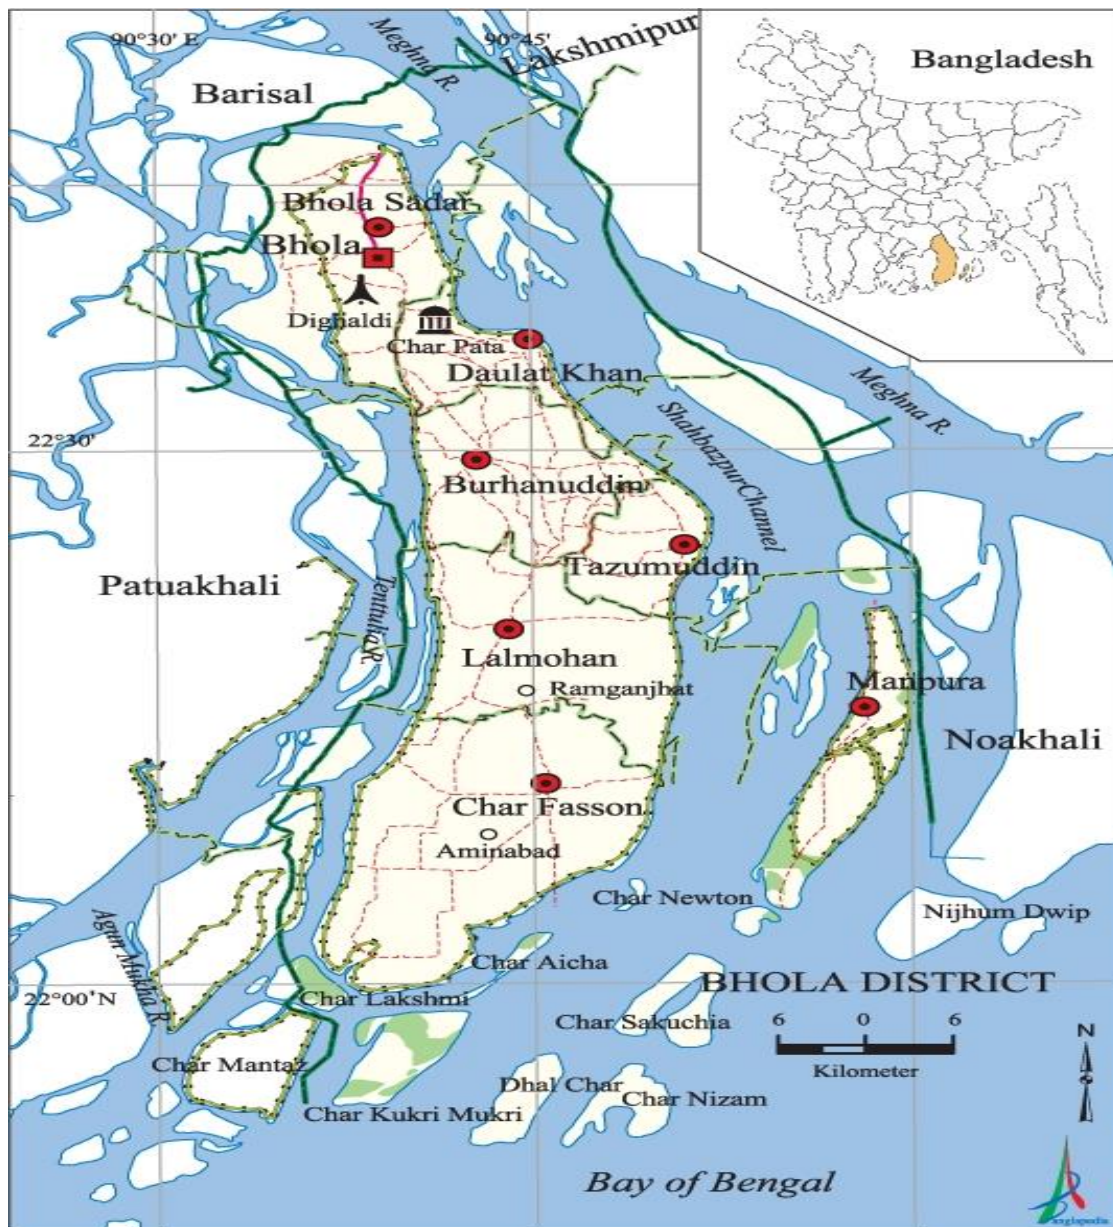 90°30' E
90°45'
Meghna R.
Lakshmipur
Bangladesh
Barisal
Bhola Sadar
Bhola
Dighaldi
Char Pata
Daulat Khan
Meghna R.
22°30'
Shahbazpur Channel
Burhanuddin
Tazumuddin
Patuakhali
Tentulia R.
Lalmohan
Ramganjhat
Manpura
Noakhali
Char Fasson
Aminabad
Char Newton
Nijhum Dwip
Agun Mukha R.
Char Aicha
22°00'N
Char Lakshmi
BHOLA DISTRICT
Char Sakuchia
6 0 6
Kilometer
N
Char Mantaz
Dhal Char
Char Nizam
Char Kukri Mukri
Bay of Bengal
Banglapedia